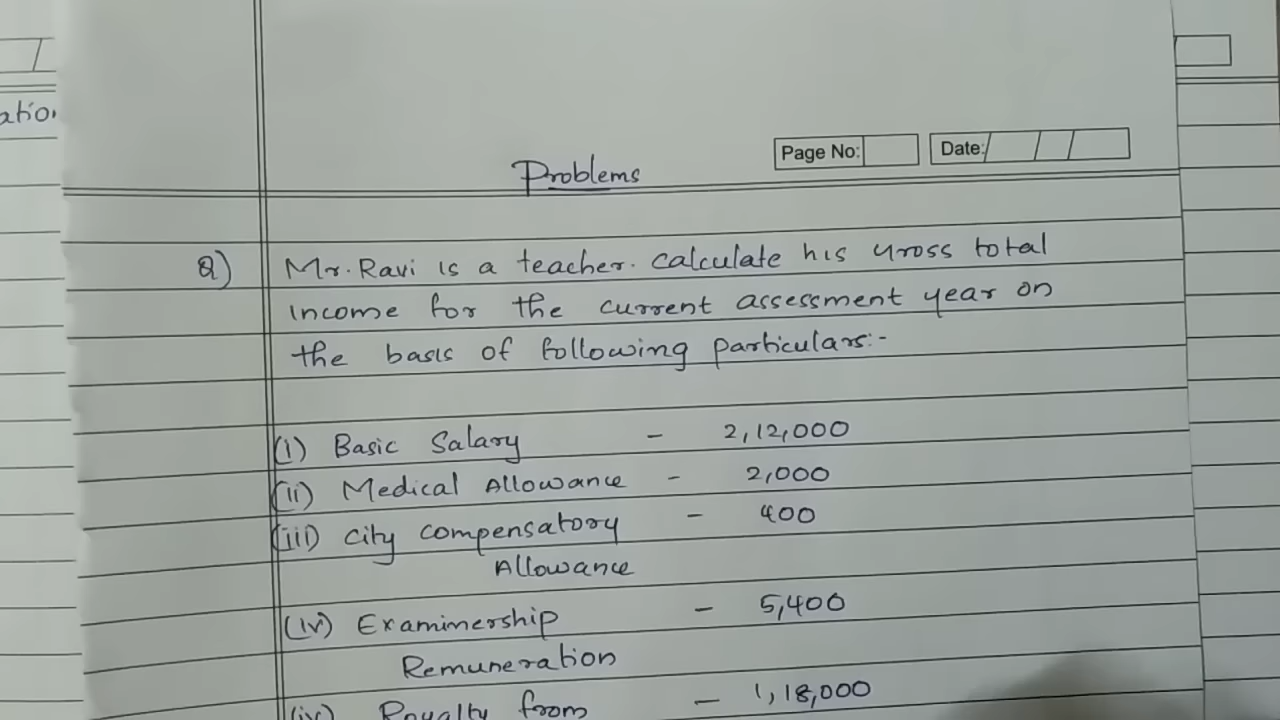 ation
Page No:
Date:
Problems
Q) Mr. Ravi is a teacher. calculate his gross total
income for the current assessment year on
the basis of following particulars:-
(i) Basic Salary - 2,12,000
(ii) Medical Allowance - 2,000
(iii) city compensatory - 400
Allowance
(iv) Examinership - 5,400
Remuneration
(iv) Royalty from - 1,18,000